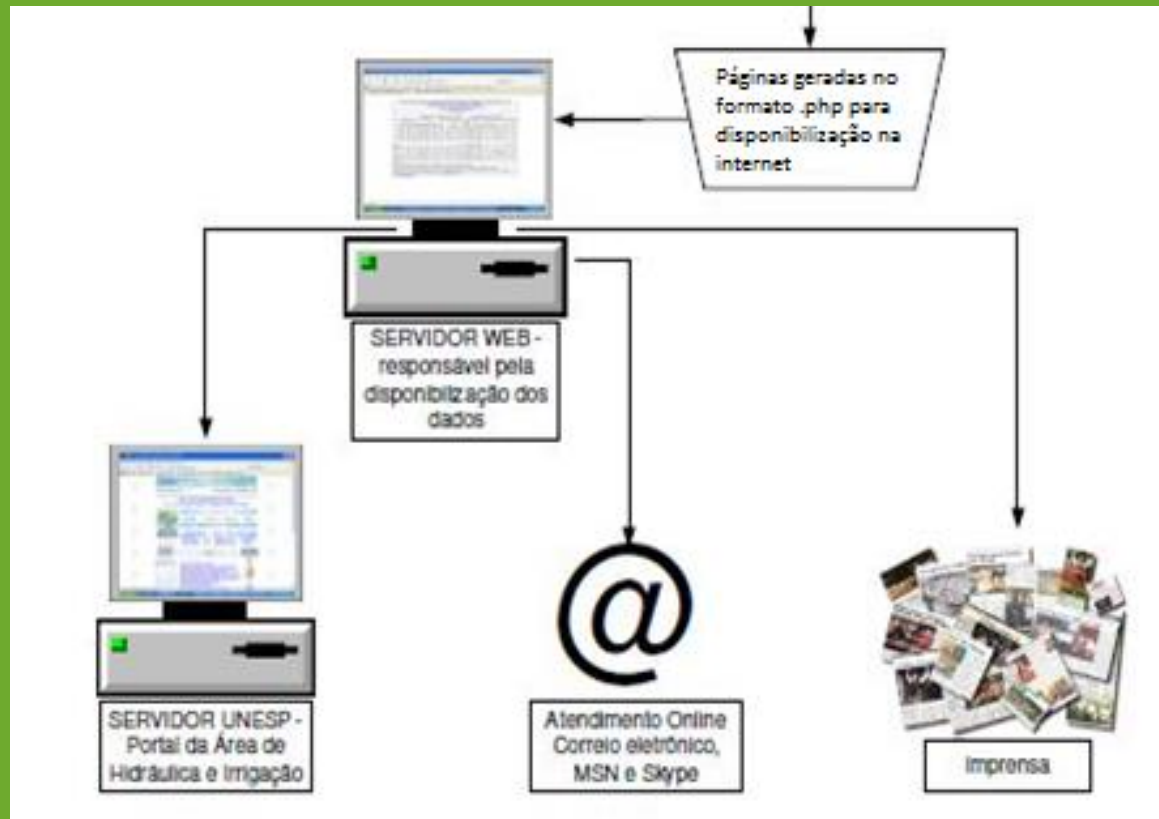 Páginas geradas no
formato .php para
disponibilização na
internet
SERVIDOR WEB -
responsável pela
disponibilização dos
dados
SERVIDOR UNESP -
Portal da Área de
Hidráulica e Irrigação
Atendimento Online
Correio eletrônico,
MSN e Skype
Imprensa